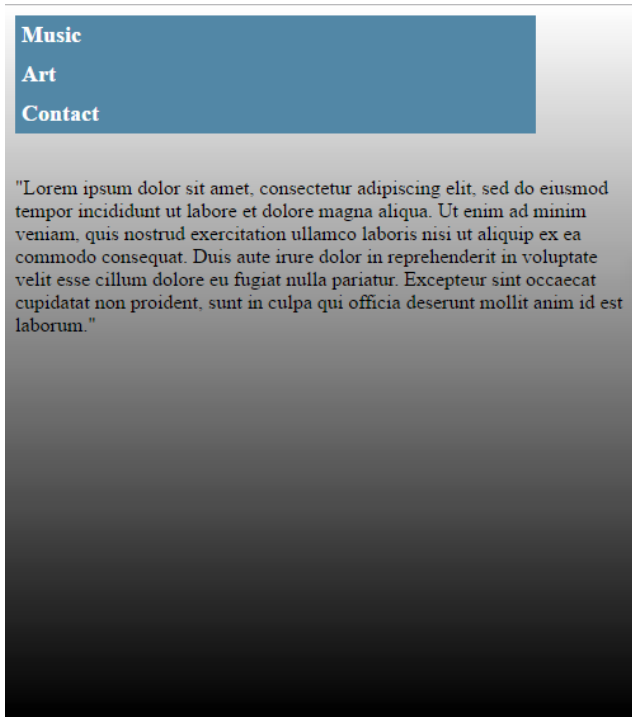 Music
Art
Contact
"Lorem ipsum dolor sit amet, consectetur adipiscing elit, sed do eiusmod
tempor incididunt ut labore et dolore magna aliqua. Ut enim ad minim
veniam, quis nostrud exercitation ullamco laboris nisi ut aliquip ex ea
commodo consequat. Duis aute irure dolor in reprehenderit in voluptate
velit esse cillum dolore eu fugiat nulla pariatur. Excepteur sint occaecat
cupidatat non proident, sunt in culpa qui officia deserunt mollit anim id est
laborum."